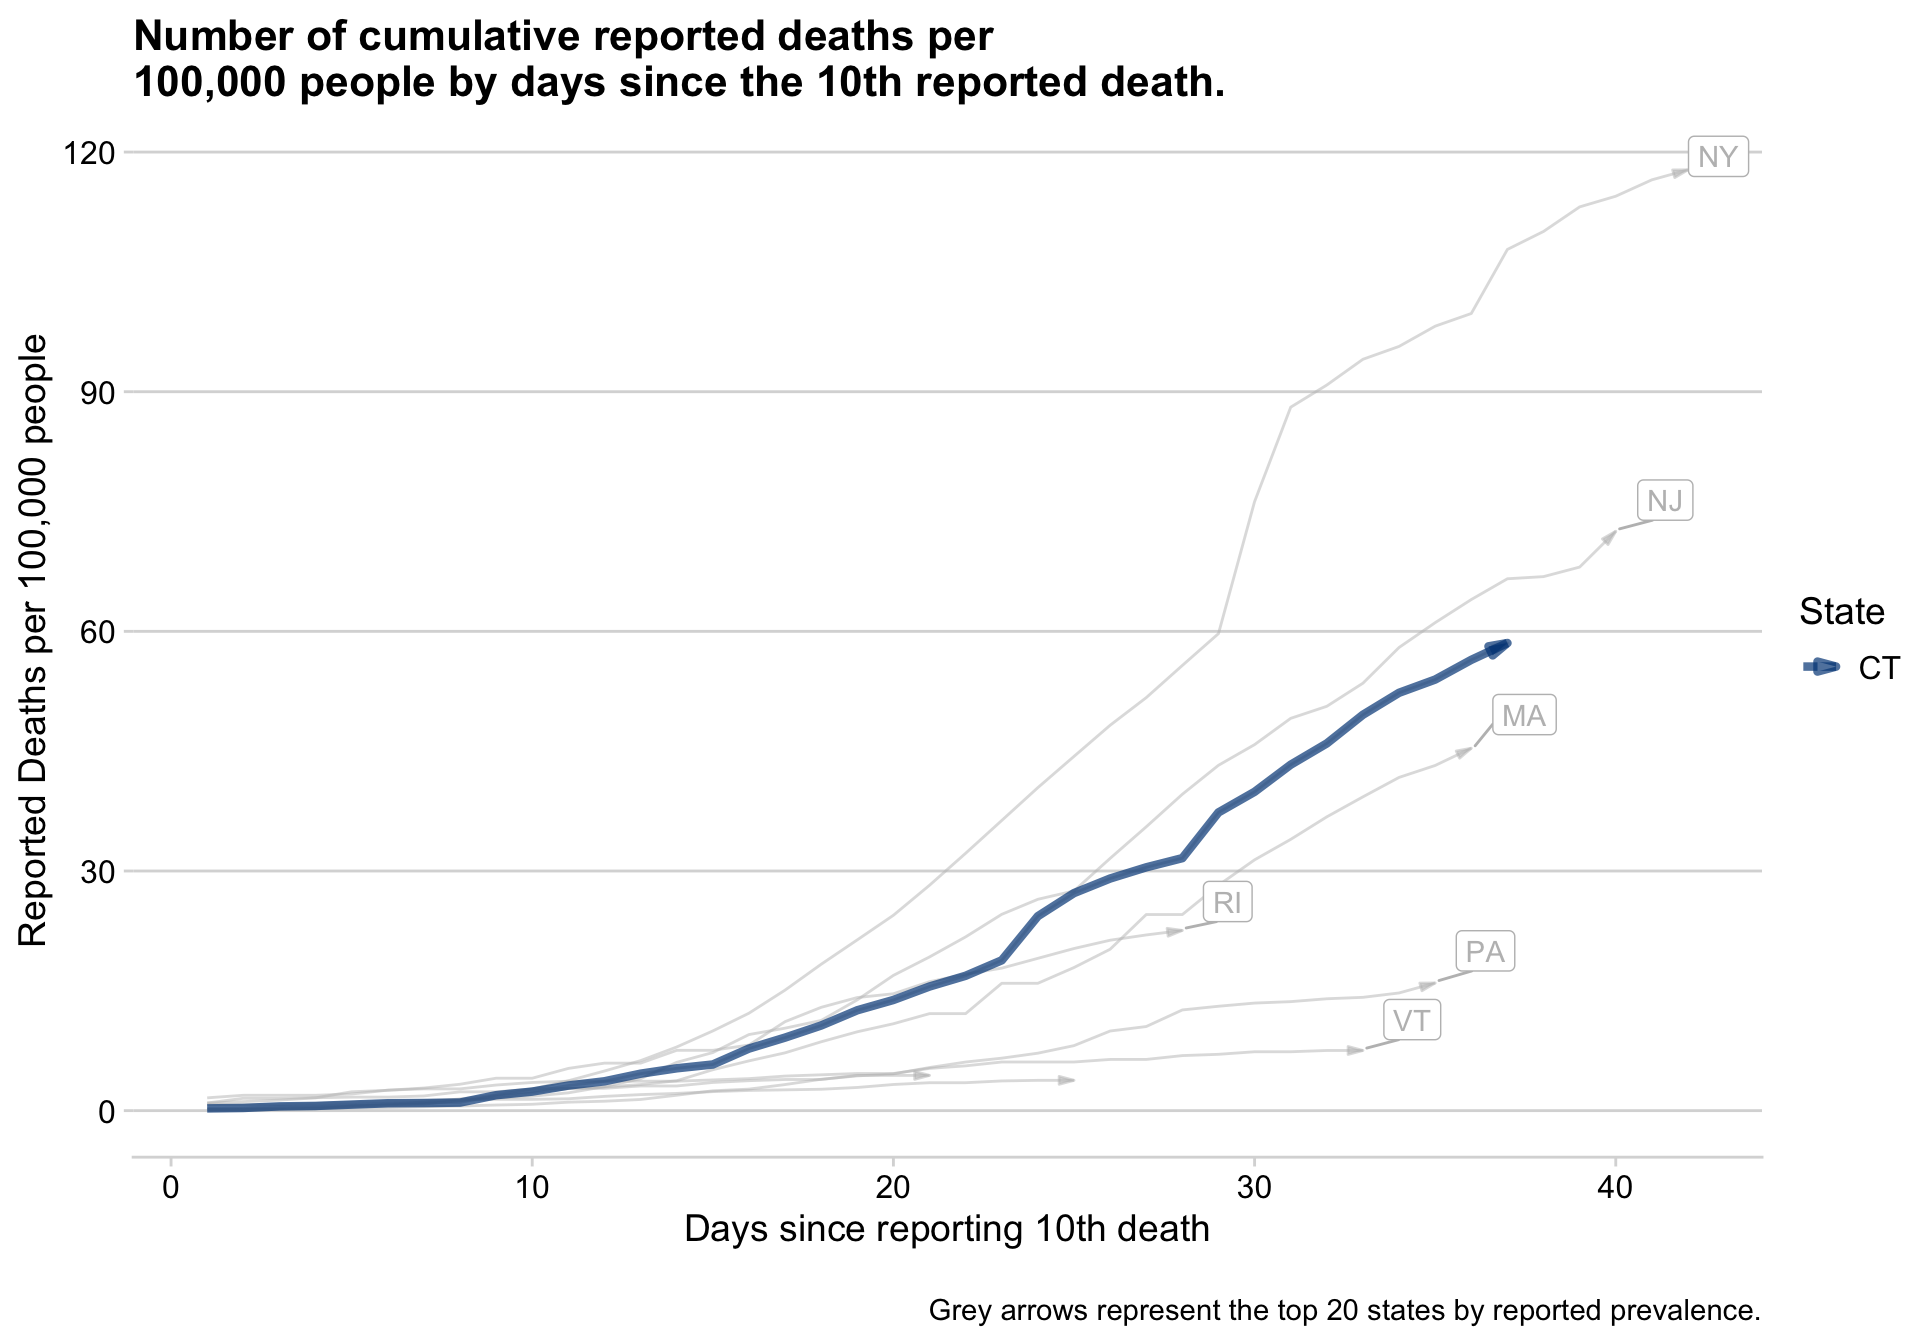 Number of cumulative reported deaths per
100,000 people by days since the 10th reported death.
Reported Deaths per 100,000 people
120
90
60
30
0
NY
NJ
MA
RI
PA
VT
State
CT
0 10 20 30 40
Days since reporting 10th death
Grey arrows represent the top 20 states by reported prevalence.